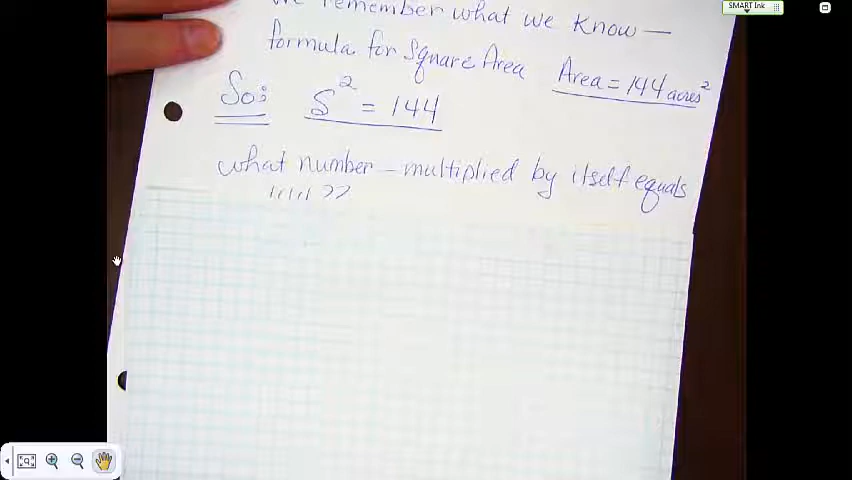 SMART Ink
We remember what we know —
formula for Square Area Area = 144 acres²
So: S² = 144
what number - multiplied by itself equals